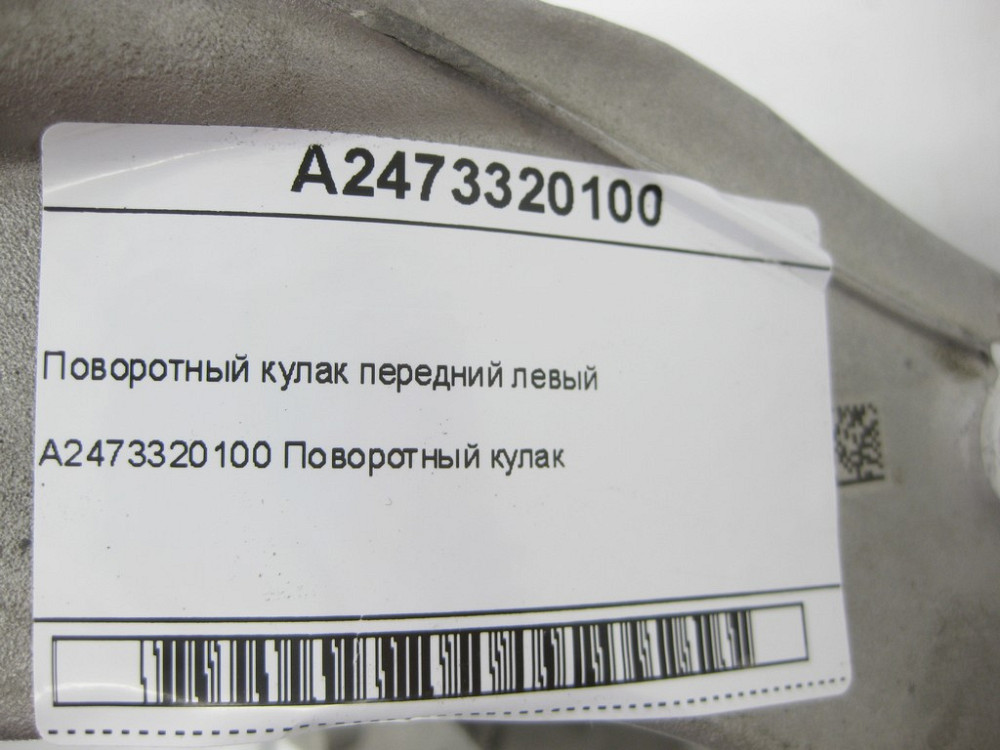 A2473320100
Поворотный кулак передний левый
A2473320100 Поворотный кулак